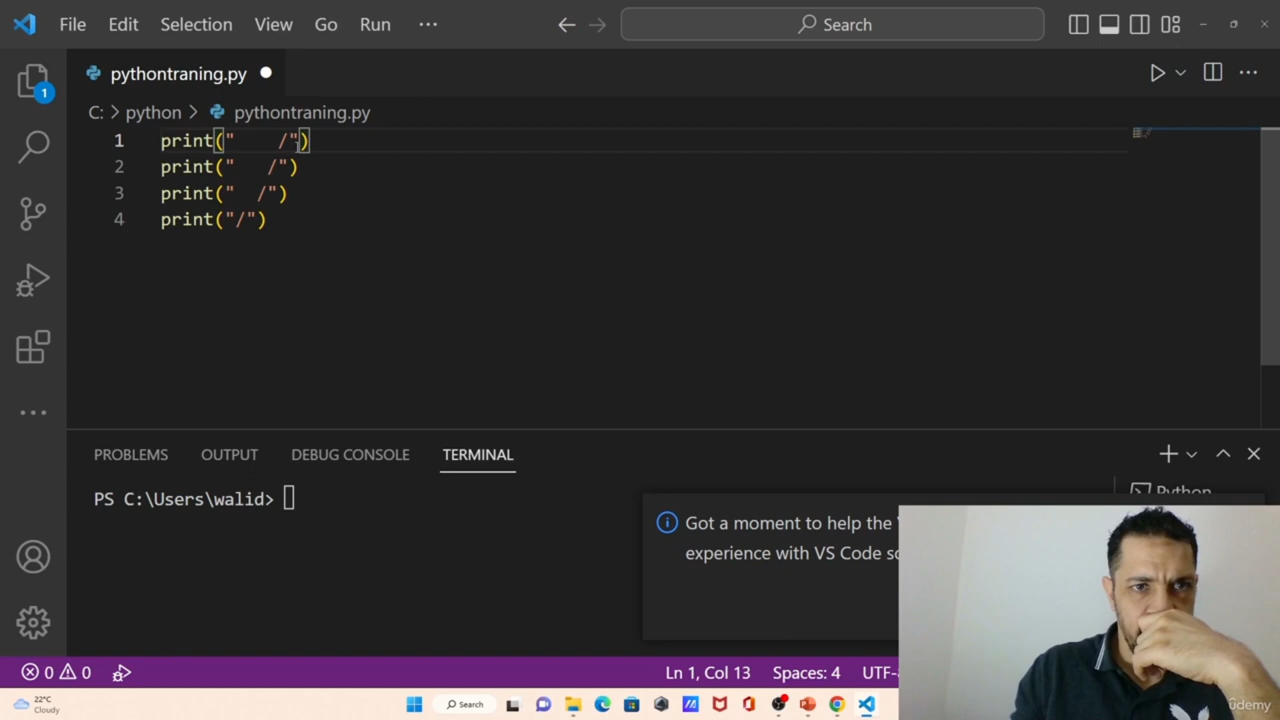 File Edit Selection View Go Run ··· Search
pythontraning.py
C: > python > pythontraning.py
1 print("    /")
2 print("   /")
3 print("  /")
4 print("/")
PROBLEMS OUTPUT DEBUG CONSOLE TERMINAL
PS C:\Users\walid>
Python
Got a moment to help the
experience with VS Code
0 0 Ln 1, Col 13 Spaces: 4
22°C
Cloudy
Search
ûdemy